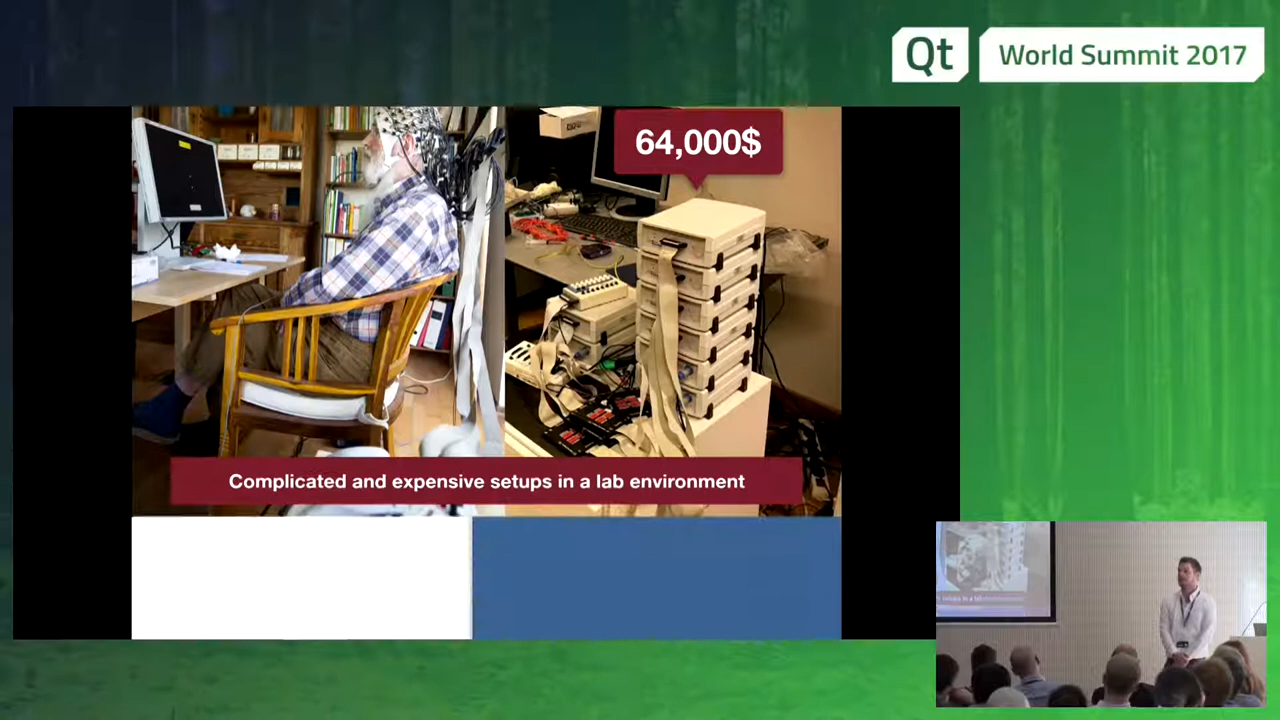 Qt World Summit 2017
64,000$
Complicated and expensive setups in a lab environment